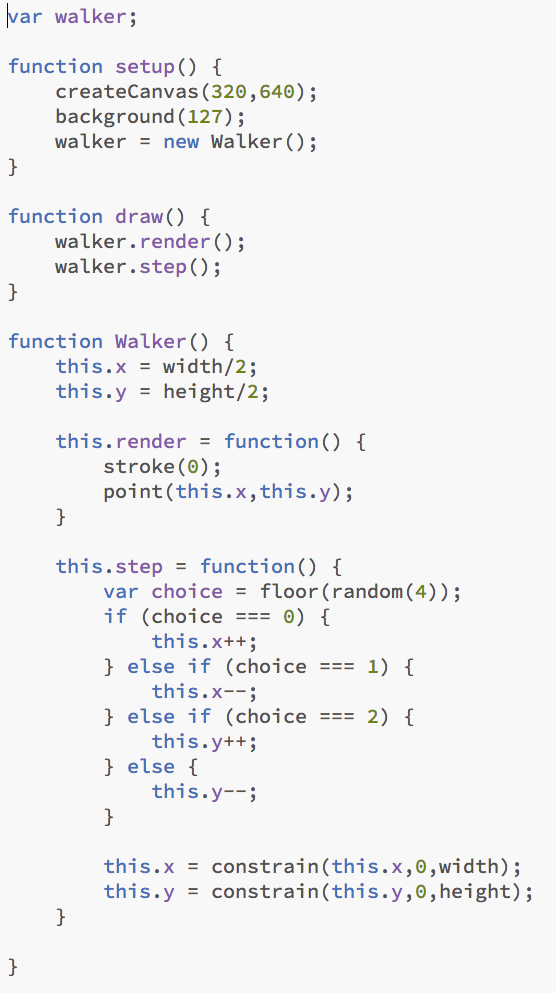 var walker;

function setup() {
    createCanvas(320,640);
    background(127);
    walker = new Walker();
}

function draw() {
    walker.render();
    walker.step();
}

function Walker() {
    this.x = width/2;
    this.y = height/2;

    this.render = function() {
        stroke(0);
        point(this.x,this.y);
    }

    this.step = function() {
        var choice = floor(random(4));
        if (choice === 0) {
            this.x++;
        } else if (choice === 1) {
            this.x--;
        } else if (choice === 2) {
            this.y++;
        } else {
            this.y--;
        }

        this.x = constrain(this.x,0,width);
        this.y = constrain(this.y,0,height);
    }

}